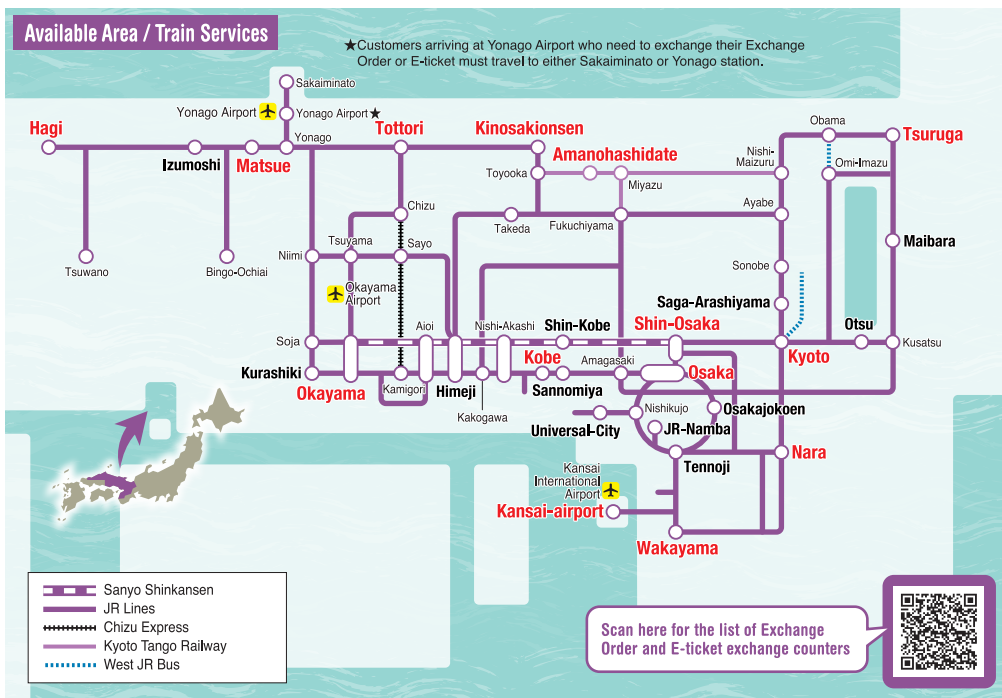 Available Area / Train Services
★Customers arriving at Yonago Airport who need to exchange their Exchange
Order or E-ticket must travel to either Sakaiminato or Yonago station.
Sakaiminato
Yonago Airport
Yonago Airport★
Hagi
Izumoshi
Matsue
Yonago
Tottori
Kinosakionsen
Obama
Tsuruga
Amanohashidate
Nishi-
Maizuru
Omi-Imazu
Toyooka
Miyazu
Chizu
Takeda
Fukuchiyama
Ayabe
Tsuwano
Bingo-Ochiai
Niimi
Tsuyama
Sayo
Maibara
Sonobe
Okayama
Airport
Saga-Arashiyama
Soja
Aioi
Nishi-Akashi
Shin-Kobe
Shin-Osaka
Kyoto
Otsu
Kusatsu
Kurashiki
Okayama
Kamigori
Himeji
Kakogawa
Kobe
Sannomiya
Amagasaki
Osaka
Universal-City
Nishikujo
Osakajokoen
JR-Namba
Tennoji
Nara
Kansai
International
Airport
Kansai-airport
Wakayama
Sanyo Shinkansen
JR Lines
Chizu Express
Kyoto Tango Railway
West JR Bus
Scan here for the list of Exchange
Order and E-ticket exchange counters